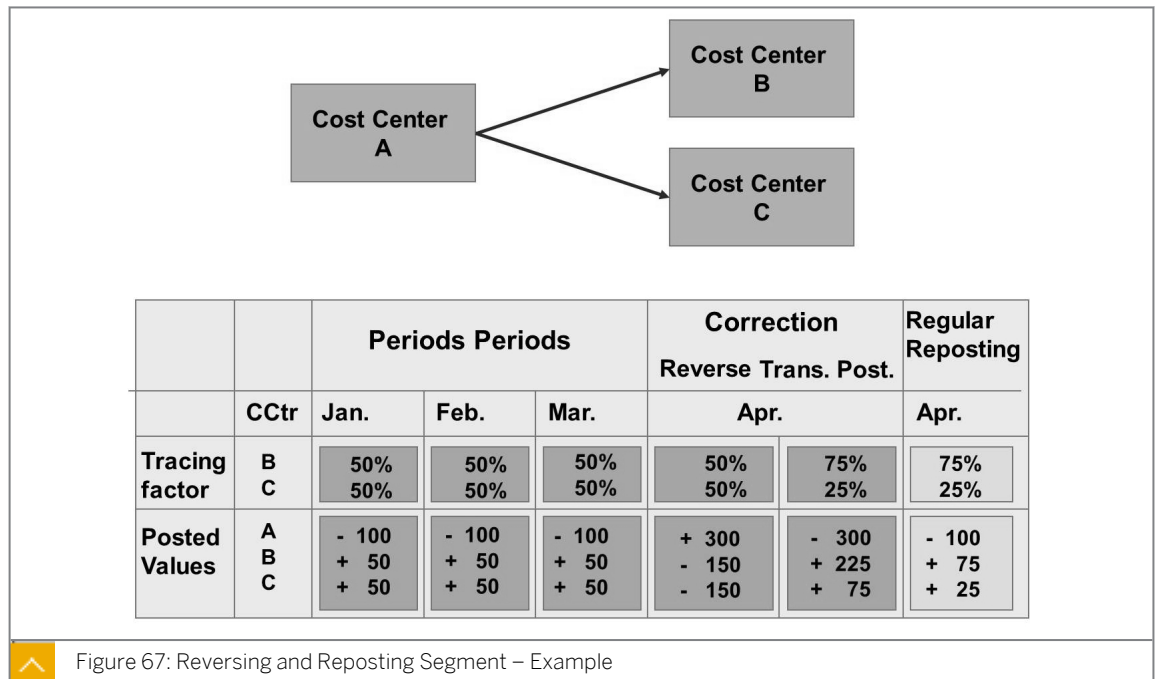 Cost Center
B
Cost Center
A
Cost Center
C
Periods Periods
Correction
Reverse Trans. Post.
Regular
Reposting
CCtr Jan. Feb. Mar. Apr. Apr.
Tracing factor B 50% 50% 50% 50% 75% 75%
C 50% 50% 50% 50% 25% 25%
Posted Values A - 100 - 100 - 100 + 300 - 300 - 100
B + 50 + 50 + 50 - 150 + 225 + 75
C + 50 + 50 + 50 - 150 + 75 + 25
Figure 67: Reversing and Reposting Segment – Example